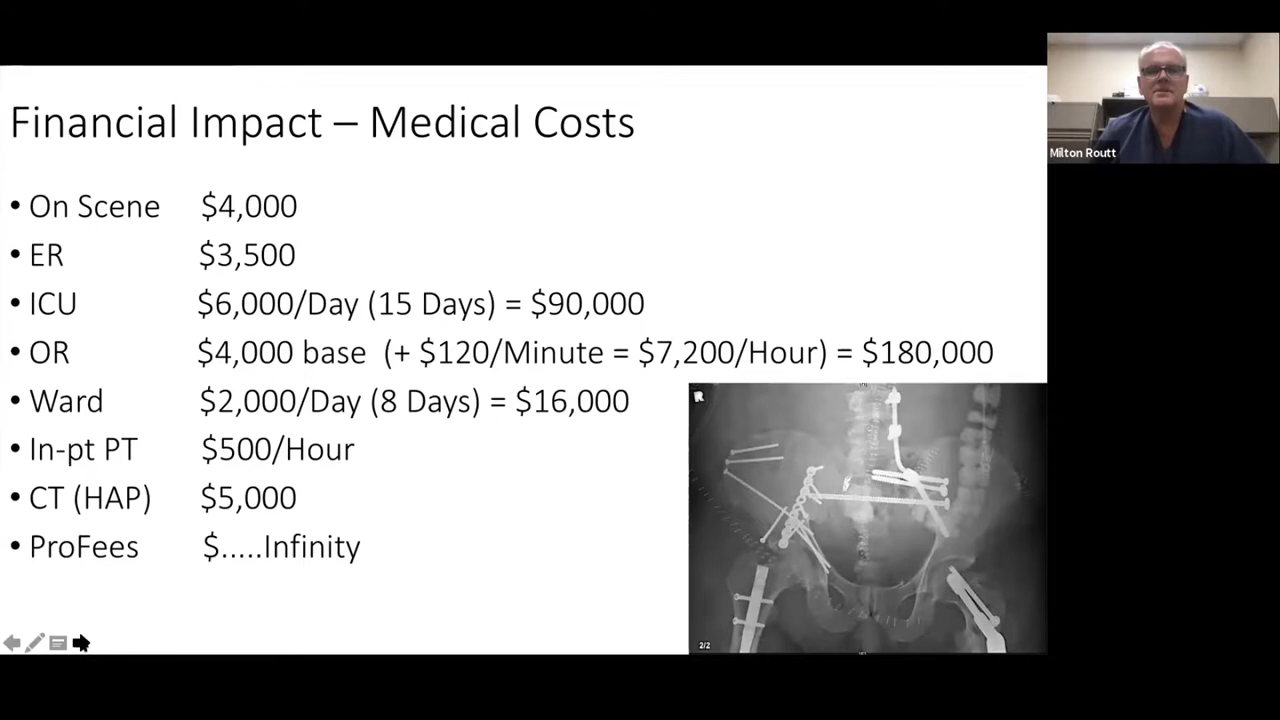 Financial Impact – Medical Costs
• On Scene $4,000
• ER $3,500
• ICU $6,000/Day (15 Days) = $90,000
• OR $4,000 base (+ $120/Minute = $7,200/Hour) = $180,000
• Ward $2,000/Day (8 Days) = $16,000
• In-pt PT $500/Hour
• CT (HAP) $5,000
• ProFees $.....Infinity
R
2/2
Milton Routt